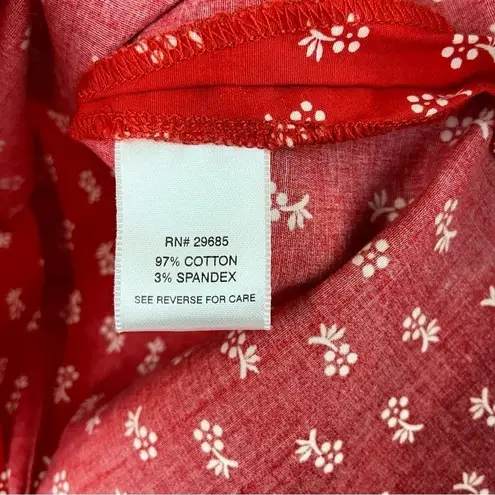 RN# 29685
97% COTTON
3% SPANDEX
SEE REVERSE FOR CARE